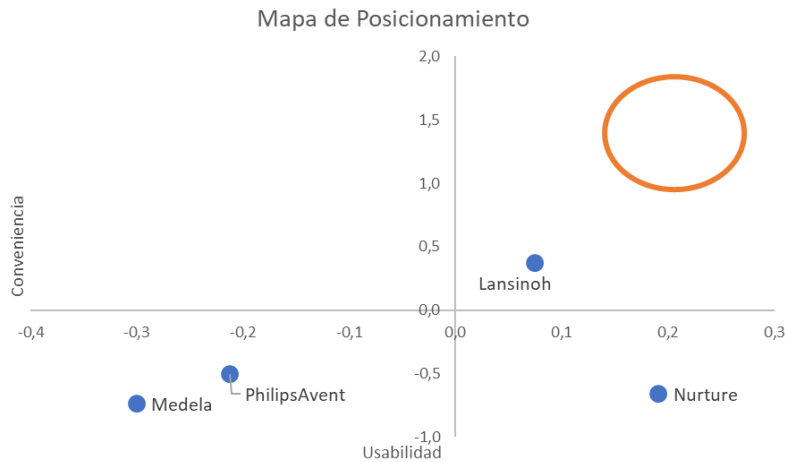 Mapa de Posicionamiento
2,0
1,5
1,0
0,5
0,0
-0,5
-1,0
Conveniencia
Lansinoh
-0,4 -0,3 -0,2 -0,1 0,0 0,1 0,2 0,3
PhilipsAvent
Medela
Nurture
Usabilidad